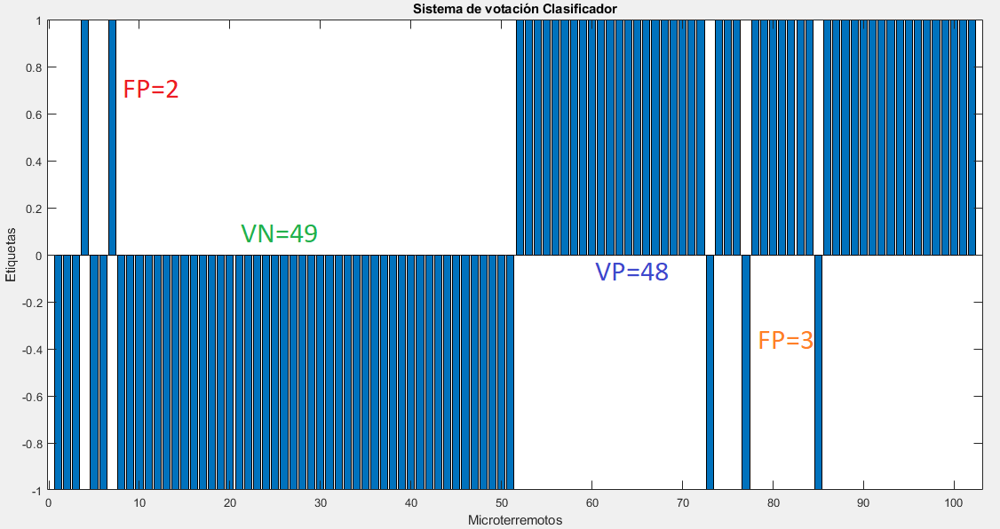 Sistema de votación Clasificador
1
0.8
0.6
0.4
0.2
0
-0.2
-0.4
-0.6
-0.8
-1
Etiquetas
FP=2
VN=49
VP=48
FP=3
0 10 20 30 40 50 60 70 80 90 100
Microterremotos